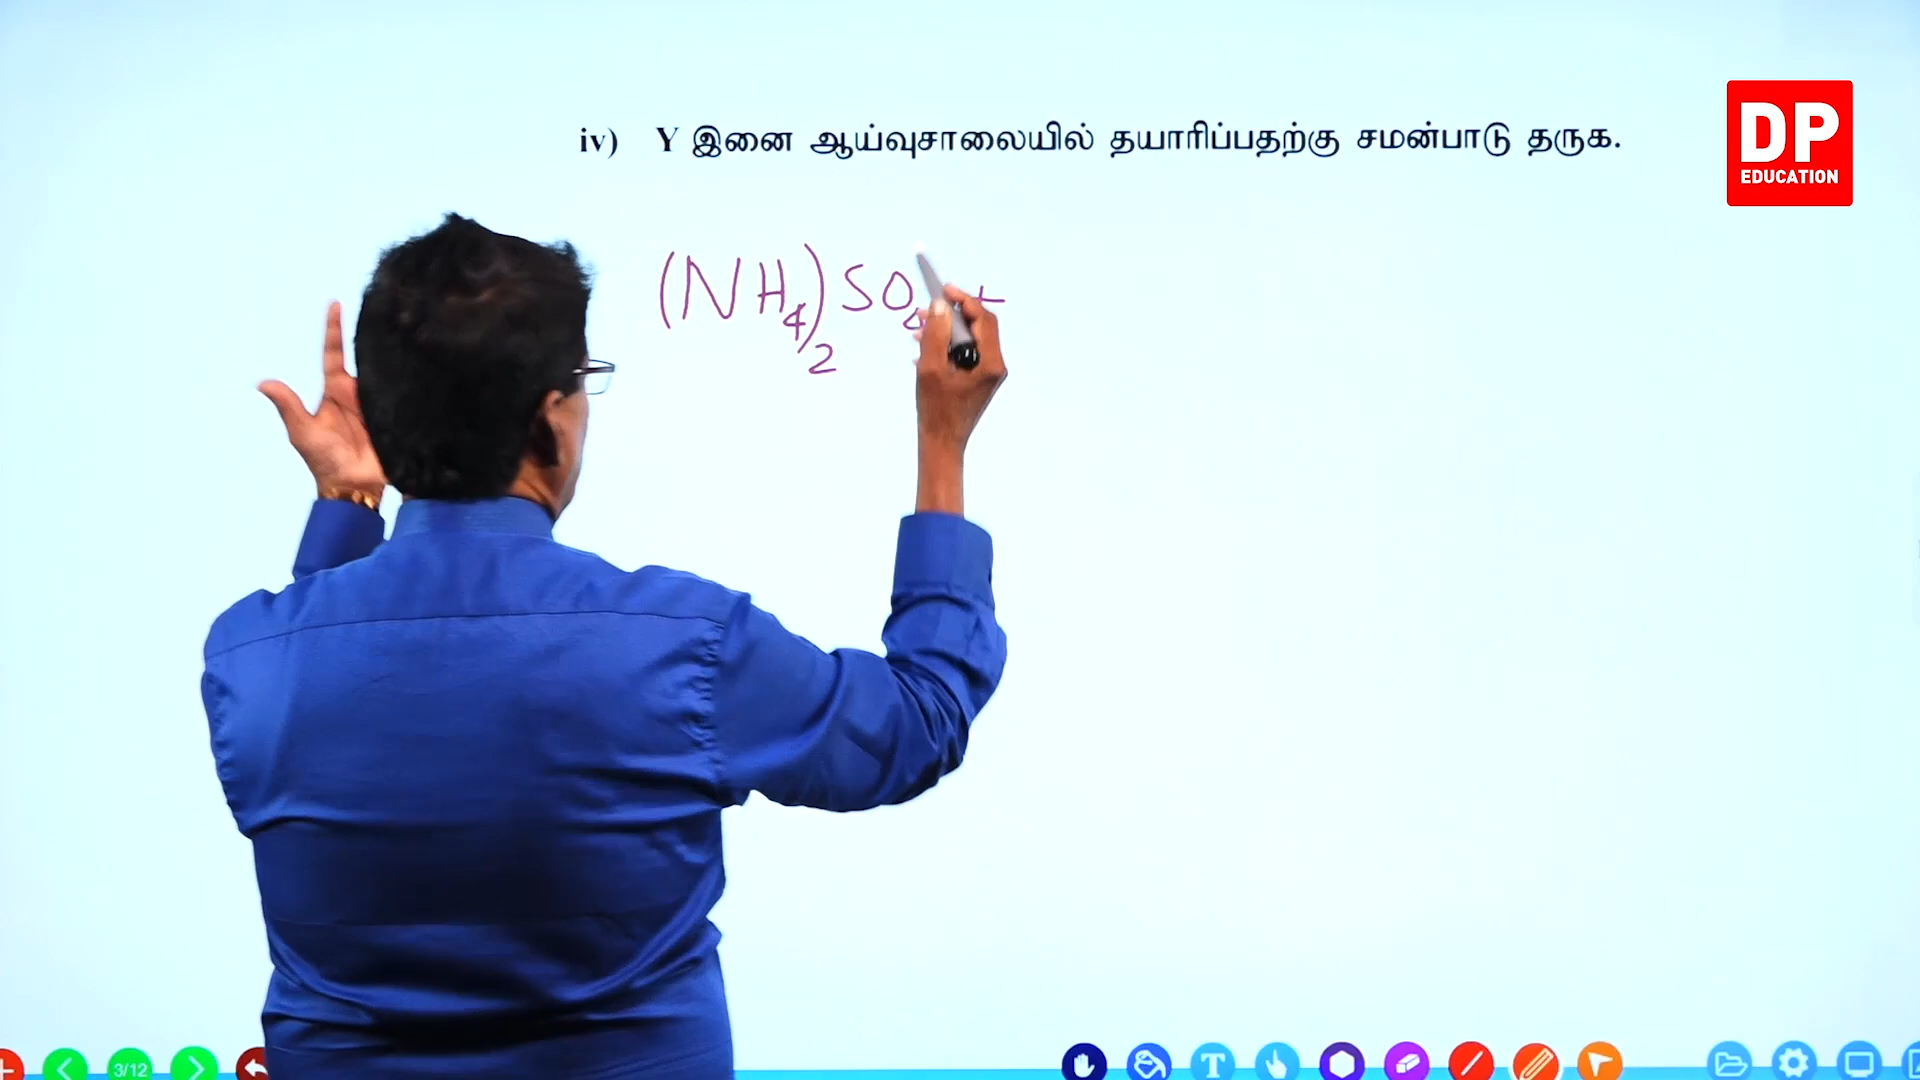 DP
EDUCATION
iv) Y இனை ஆய்வுசாலையில் தயாரிப்பதற்கு சமன்பாடு தருக.
(NH₄)₂SO₄ +
3/12
T